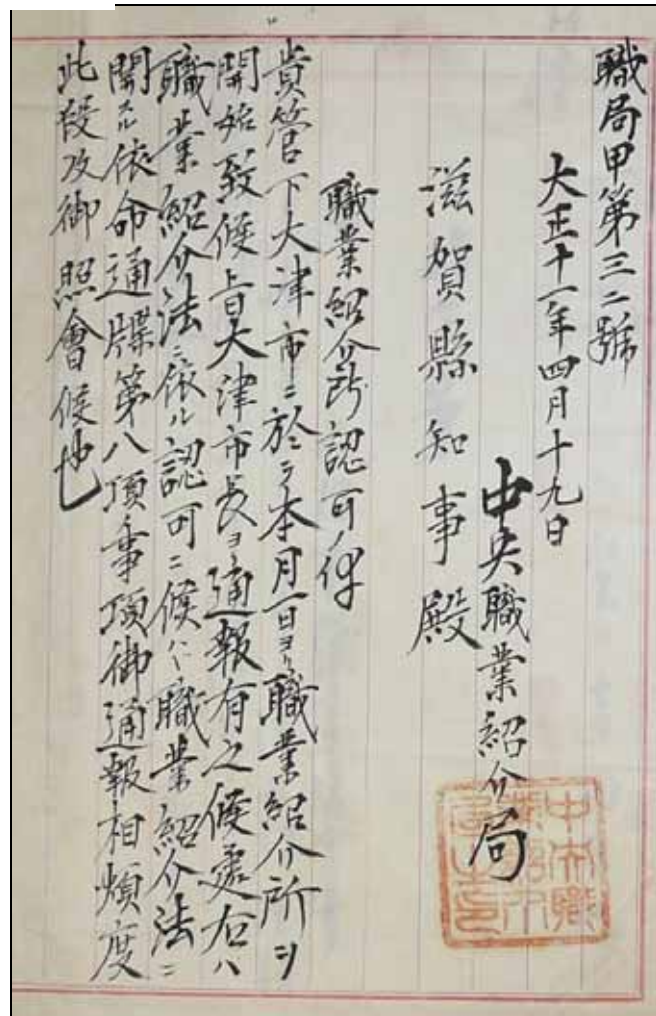 職局甲第三二號
大正十一年四月十九日
中央職業紹介局
滋賀縣知事殿
職業紹介所認可ノ件
貴管下大津市ニ於テ本月一日ヨリ職業紹介所ヲ
開始致候旨大津市長ヨリ通報有之候處右ハ
職業紹介法ニ依ル認可ニ候ハヾ職業紹介法ニ
関スル依命通牒第八項ノ事項御通報相煩度
此段及御照會候也